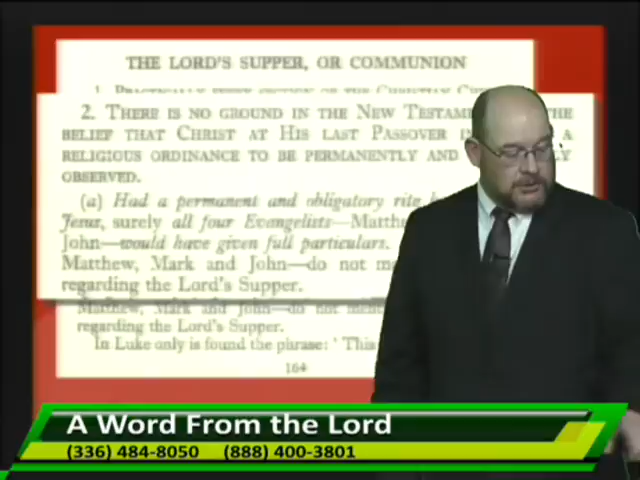 THE LORD'S SUPPER, OR COMMUNION
2. THERE IS NO GROUND IN THE NEW THE
BELIEF THAT CHRIST AT HIS LAST PASSOVER A
RELIGIOUS ORDINANCE TO BE PERMANENTLY AND
OBSERVED.
(a) Had a permanent and obligatory rite
Jesus, surely all four Evangelists—
John—would have given full particulars.
Matthew, Mark and John—do not
regarding the Lord's Supper.
Matthew, Mark and John—do not
regarding the Lord's Supper.
In Luke only is found the phrase: 'This
164
A Word From the Lord
(336) 484-8050 (888) 400-3801